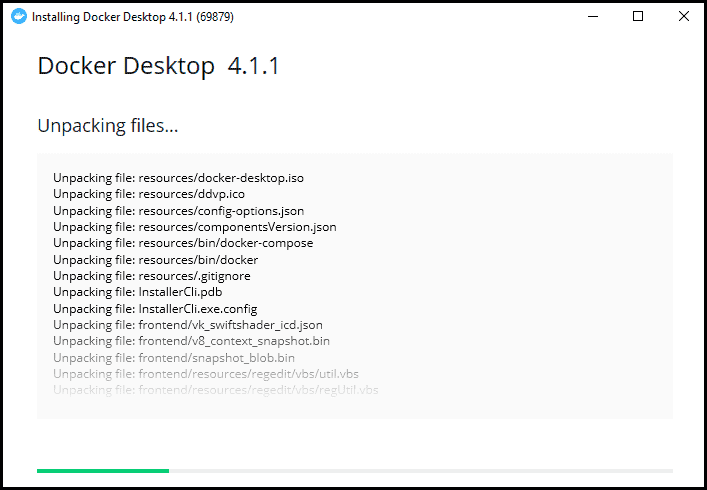 Installing Docker Desktop 4.1.1 (69879)
Docker Desktop 4.1.1
Unpacking files...
Unpacking file: resources/docker-desktop.iso
Unpacking file: resources/ddvp.ico
Unpacking file: resources/config-options.json
Unpacking file: resources/componentsVersion.json
Unpacking file: resources/bin/docker-compose
Unpacking file: resources/bin/docker
Unpacking file: resources/.gitignore
Unpacking file: InstallerCli.pdb
Unpacking file: InstallerCli.exe.config
Unpacking file: frontend/vk_swiftshader_icd.json
Unpacking file: frontend/v8_context_snapshot.bin
Unpacking file: frontend/snapshot_blob.bin
Unpacking file: frontend/resources/regedit/vbs/util.vbs
Unpacking file: frontend/resources/regedit/vbs/regUtil.vbs